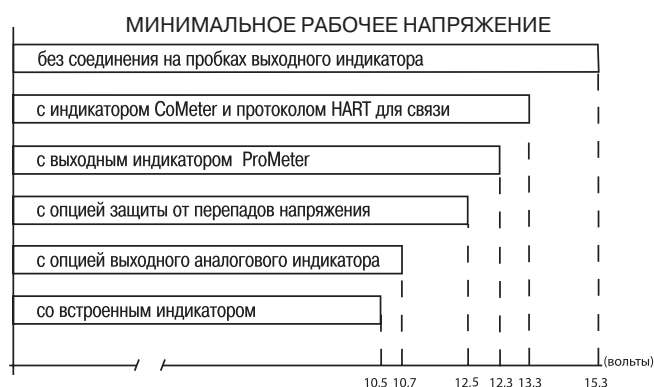 МИНИМАЛЬНОЕ РАБОЧЕЕ НАПРЯЖЕНИЕ
без соединения на пробках выходного индикатора
с индикатором CoMeter и протоколом HART для связи
с выходным индикатором ProMeter
с опцией защиты от перепадов напряжения
с опцией выходного аналогового индикатора
со встроенным индикатором
(вольты)
10.5 10.7 12.5 12.3 13.3 15.3